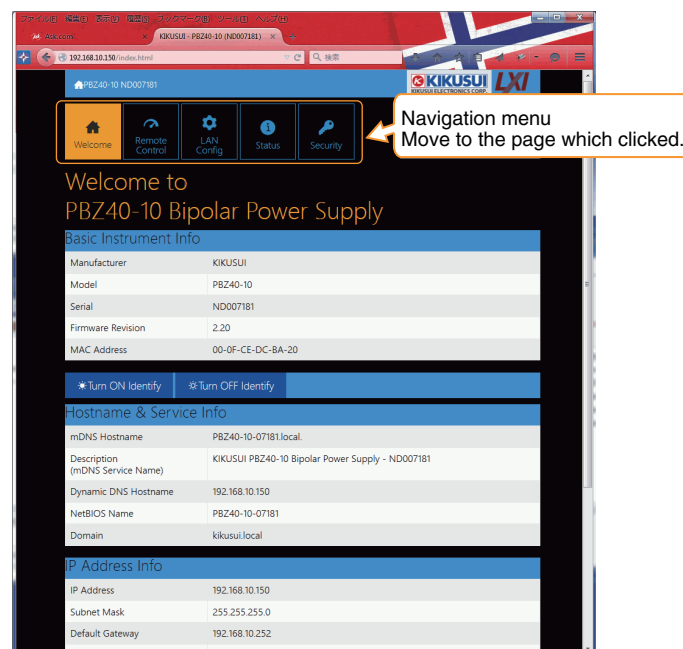 ファイル(F) 編集(E) 表示(V) 履歴(S) ブックマーク(B) ツール(T) ヘルプ(H)
KIKUSUI - PBZ40-10 (ND007181) × +
192.168.10.150/index.html
検索
PBZ40-10 ND007181
KIKUSUI
KIKUSUI ELECTRONICS CORP.
LXI
Welcome
Remote Control
LAN Config
Status
Security
Navigation menu
Move to the page which clicked.
Welcome to
PBZ40-10 Bipolar Power Supply
Basic Instrument Info
Manufacturer KIKUSUI
Model PBZ40-10
Serial ND007181
Firmware Revision 2.20
MAC Address 00-0F-CE-DC-BA-20
Turn ON Identify Turn OFF Identify
Hostname & Service Info
mDNS Hostname PBZ40-10-07181.local.
Description KIKUSUI PBZ40-10 Bipolar Power Supply - ND007181
(mDNS Service Name)
Dynamic DNS Hostname 192.168.10.150
NetBIOS Name PBZ40-10-07181
Domain kikusui.local
IP Address Info
IP Address 192.168.10.150
Subnet Mask 255.255.255.0
Default Gateway 192.168.10.252